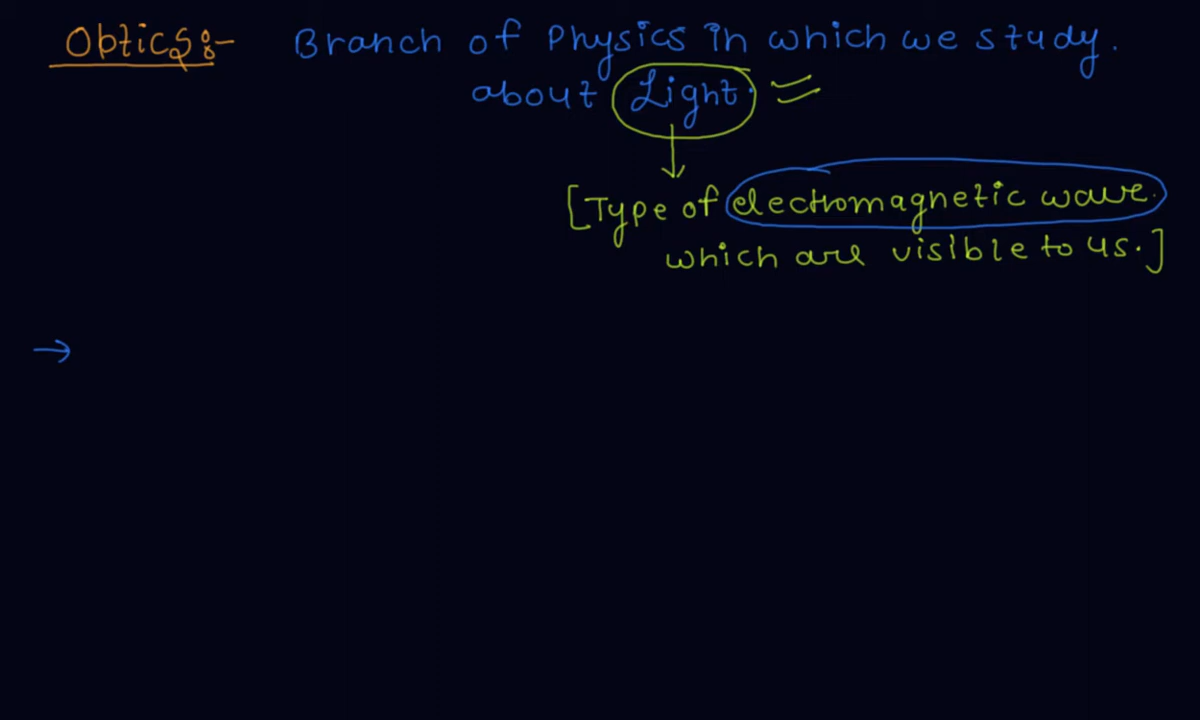 Optics:- Branch of Physics in which we study.
about Light.
[Type of electromagnetic wave.
which are visible to us.]